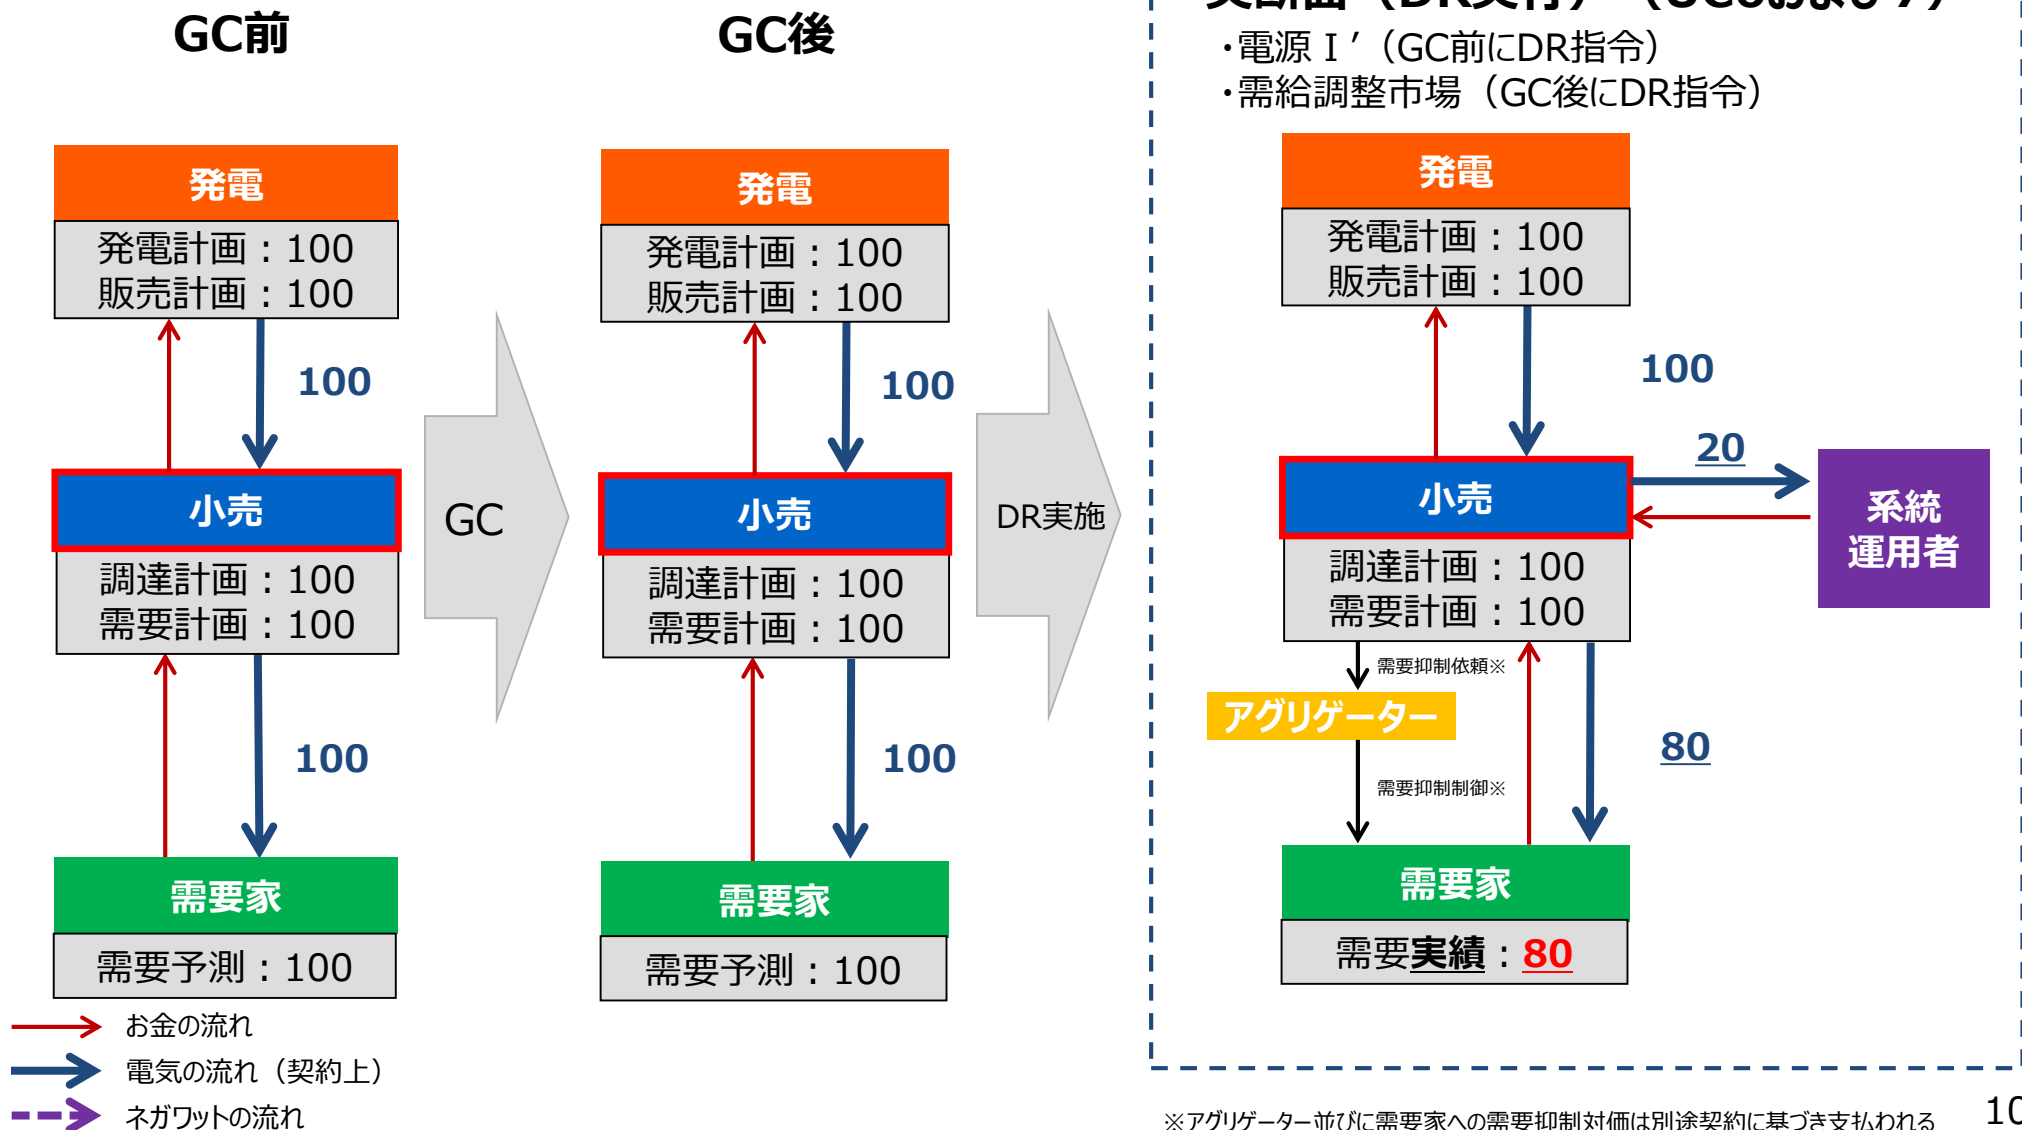 GC前
発電
発電計画：100
販売計画：100
100
小売
調達計画：100
需要計画：100
100
需要家
需要予測：100
GC
GC後
発電
発電計画：100
販売計画：100
100
小売
調達計画：100
需要計画：100
100
需要家
需要予測：100
DR実施
・電源Ⅰ’（GC前にDR指令）
・需給調整市場（GC後にDR指令）
発電
発電計画：100
販売計画：100
100
20
小売
系統
運用者
調達計画：100
需要計画：100
需要抑制依頼※
アグリゲーター
80
需要抑制制御※
需要家
需要実績：80
お金の流れ
電気の流れ（契約上）
ネガワットの流れ
※アグリゲーター並びに需要家への需要抑制対価は別途契約に基づき支払われる
10